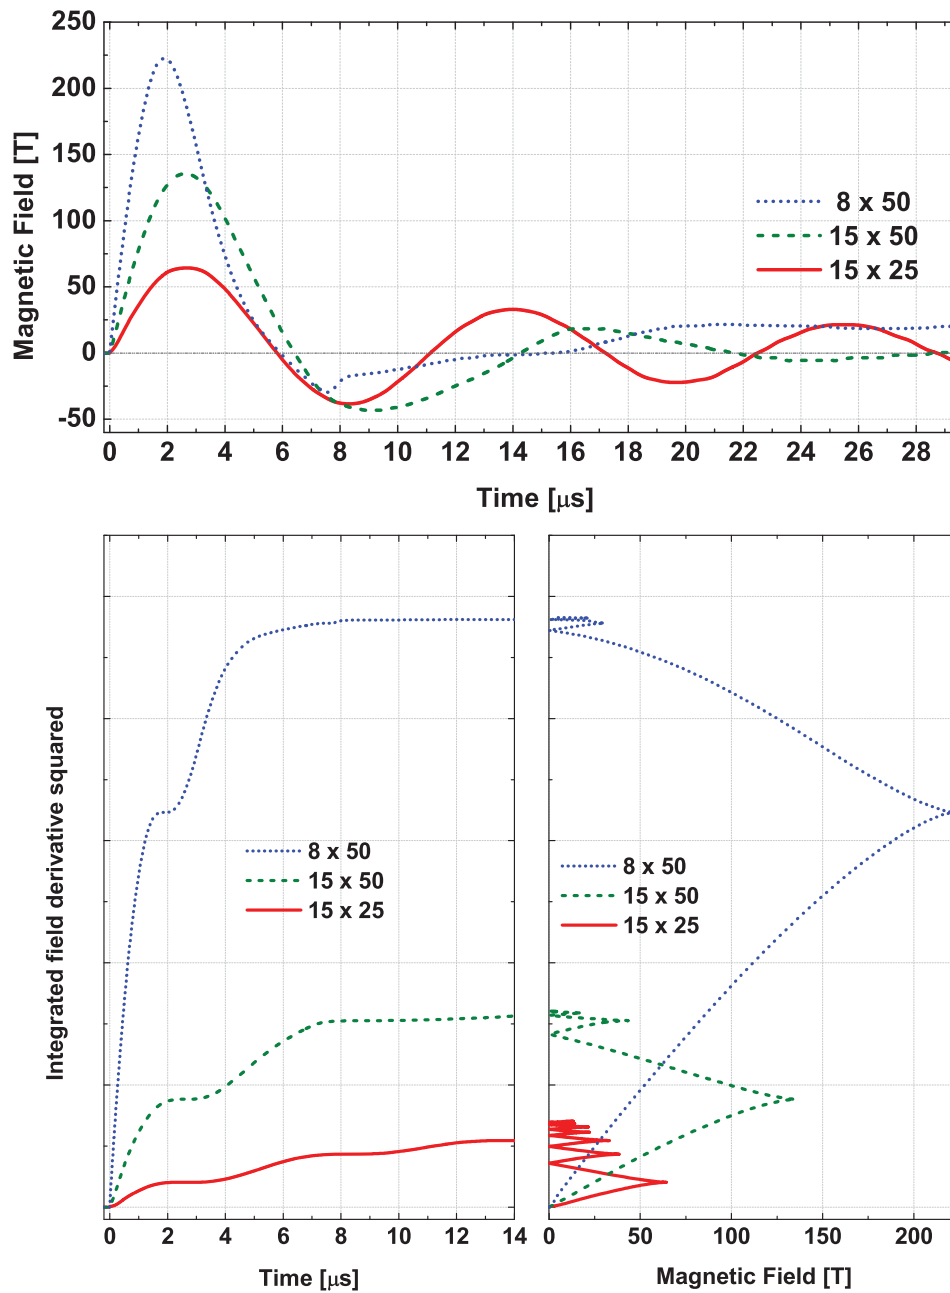 250
200
150
100
50
0
-50
Magnetic Field [T]
8 x 50
15 x 50
15 x 25
0 2 4 6 8 10 12 14 16 18 20 22 24 26 28
Time [μs]
Integrated field derivative squared
8 x 50
15 x 50
15 x 25
0 2 4 6 8 10 12 14
Time [μs]
8 x 50
15 x 50
15 x 25
0 50 100 150 200
Magnetic Field [T]